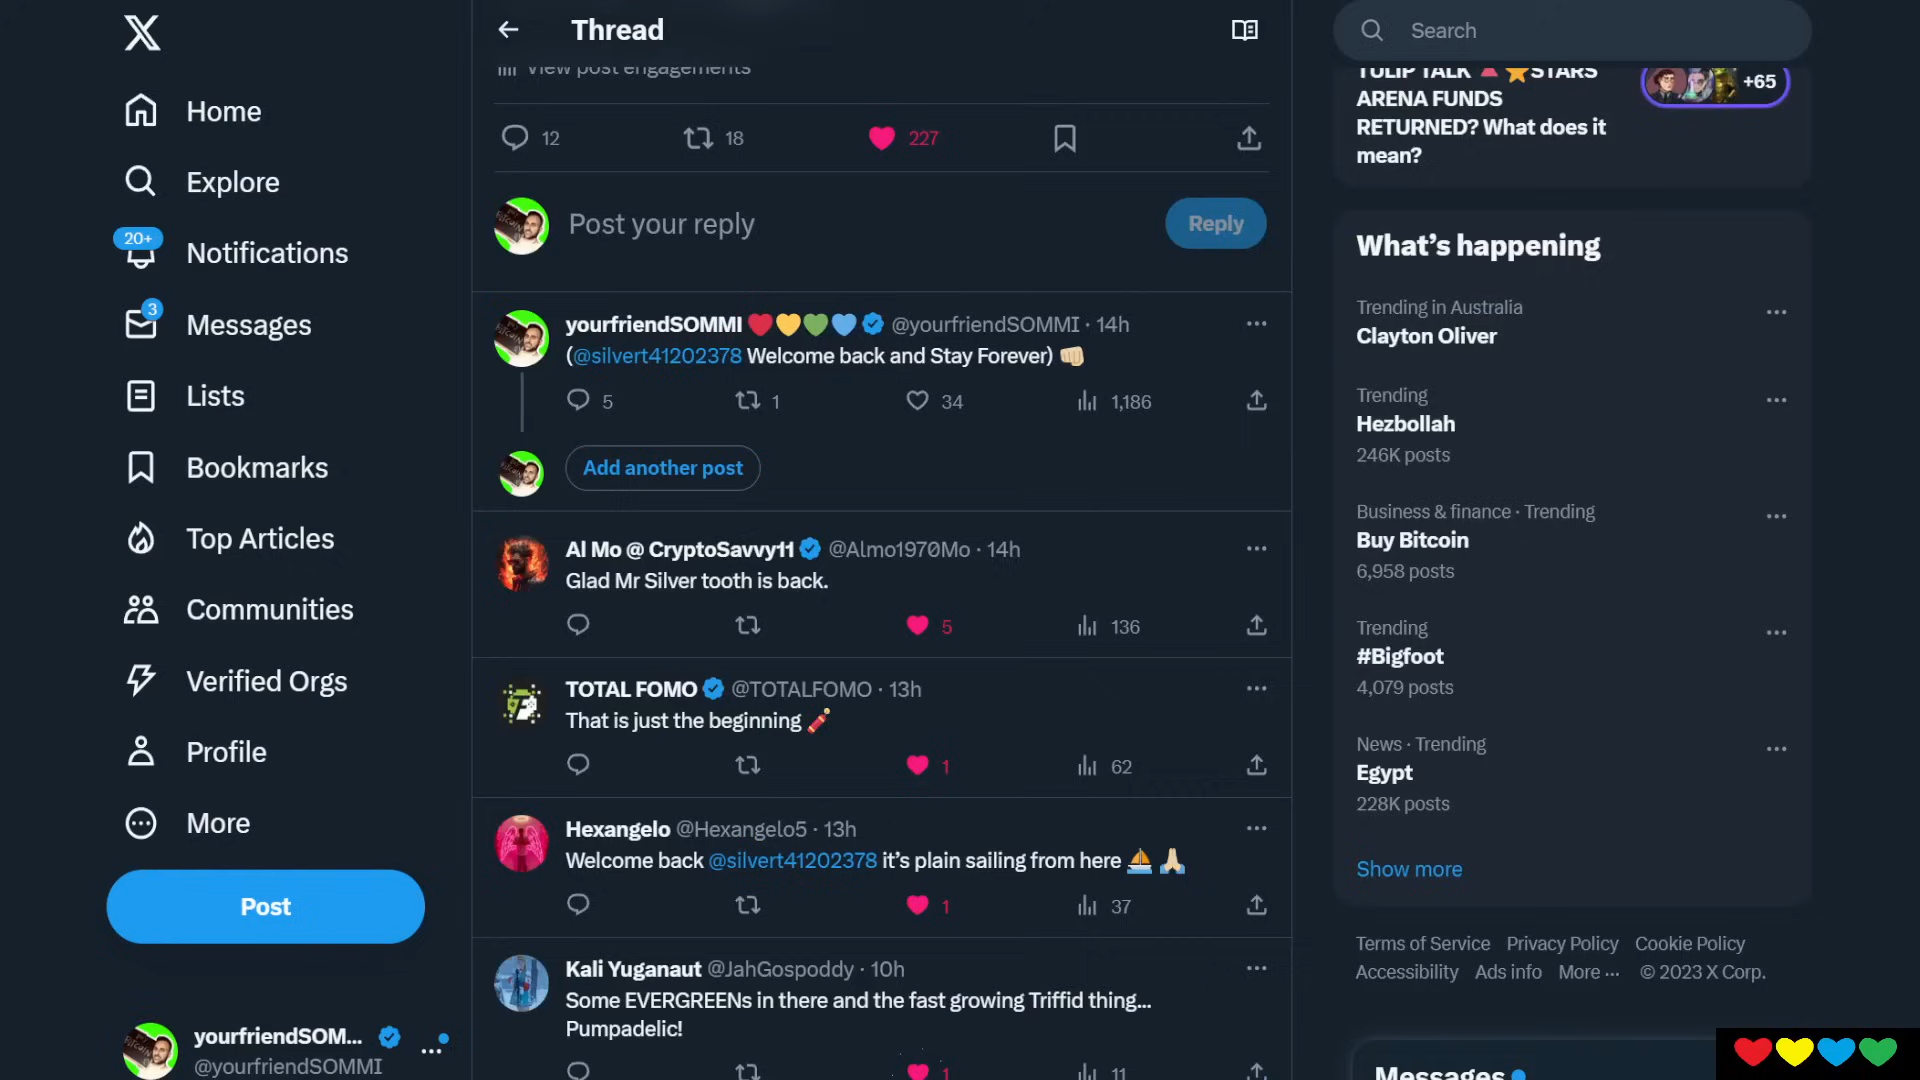 Home
Explore
20+
Notifications
3
Messages
Lists
Bookmarks
Top Articles
Communities
Verified Orgs
Profile
More
Post
yourfriendSOM...
@yourfriendSOMMI
Thread
View post engagements
12 18 227
Post your reply
Reply
yourfriendSOMMI @yourfriendSOMMI · 14h
(@silvert41202378 Welcome back and Stay Forever)
5 1 34 1,186
Add another post
Al Mo @ CryptoSavvy11 @Almo1970Mo · 14h
Glad Mr Silver tooth is back.
5 136
TOTAL FOMO @TOTALFOMO · 13h
That is just the beginning
1 62
Hexangelo @Hexangelo5 · 13h
Welcome back @silvert41202378 it's plain sailing from here
1 37
Kali Yuganaut @JahGospoddy · 10h
Some EVERGREENs in there and the fast growing Triffid thing...
Pumpadelic!
1 11
Search
TULIP TALK STARS
ARENA FUNDS
RETURNED? What does it
mean?
+65
What's happening
Trending in Australia
Clayton Oliver
Trending
Hezbollah
246K posts
Business & finance · Trending
Buy Bitcoin
6,958 posts
Trending
#Bigfoot
4,079 posts
News · Trending
Egypt
228K posts
Show more
Terms of Service Privacy Policy Cookie Policy
Accessibility Ads info More ... © 2023 X Corp.
Messages